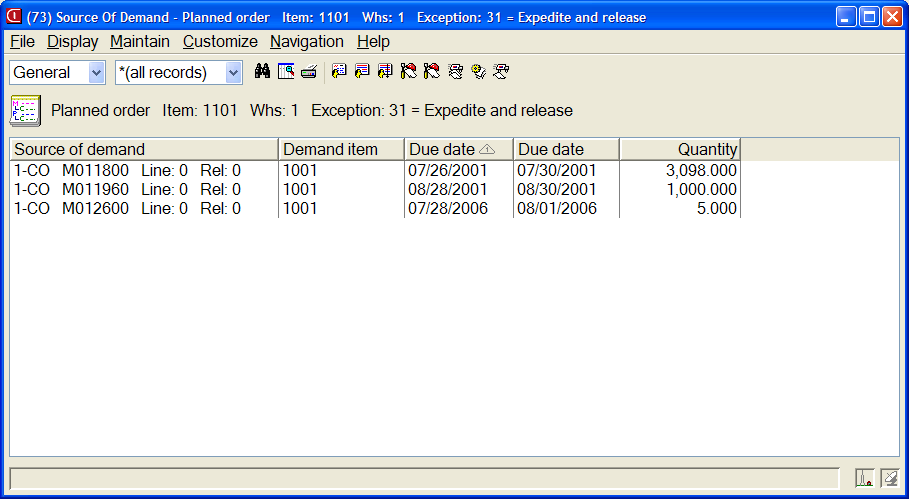 (73) Source Of Demand - Planned order Item: 1101 Whs: 1 Exception: 31 = Expedite and release
File Display Maintain Customize Navigation Help
General *(all records)
Planned order Item: 1101 Whs: 1 Exception: 31 = Expedite and release
Source of demand Demand item Due date Due date Quantity
1-CO M011800 Line: 0 Rel: 0 1001 07/26/2001 07/30/2001 3,098.000
1-CO M011960 Line: 0 Rel: 0 1001 08/28/2001 08/30/2001 1,000.000
1-CO M012600 Line: 0 Rel: 0 1001 07/28/2006 08/01/2006 5.000